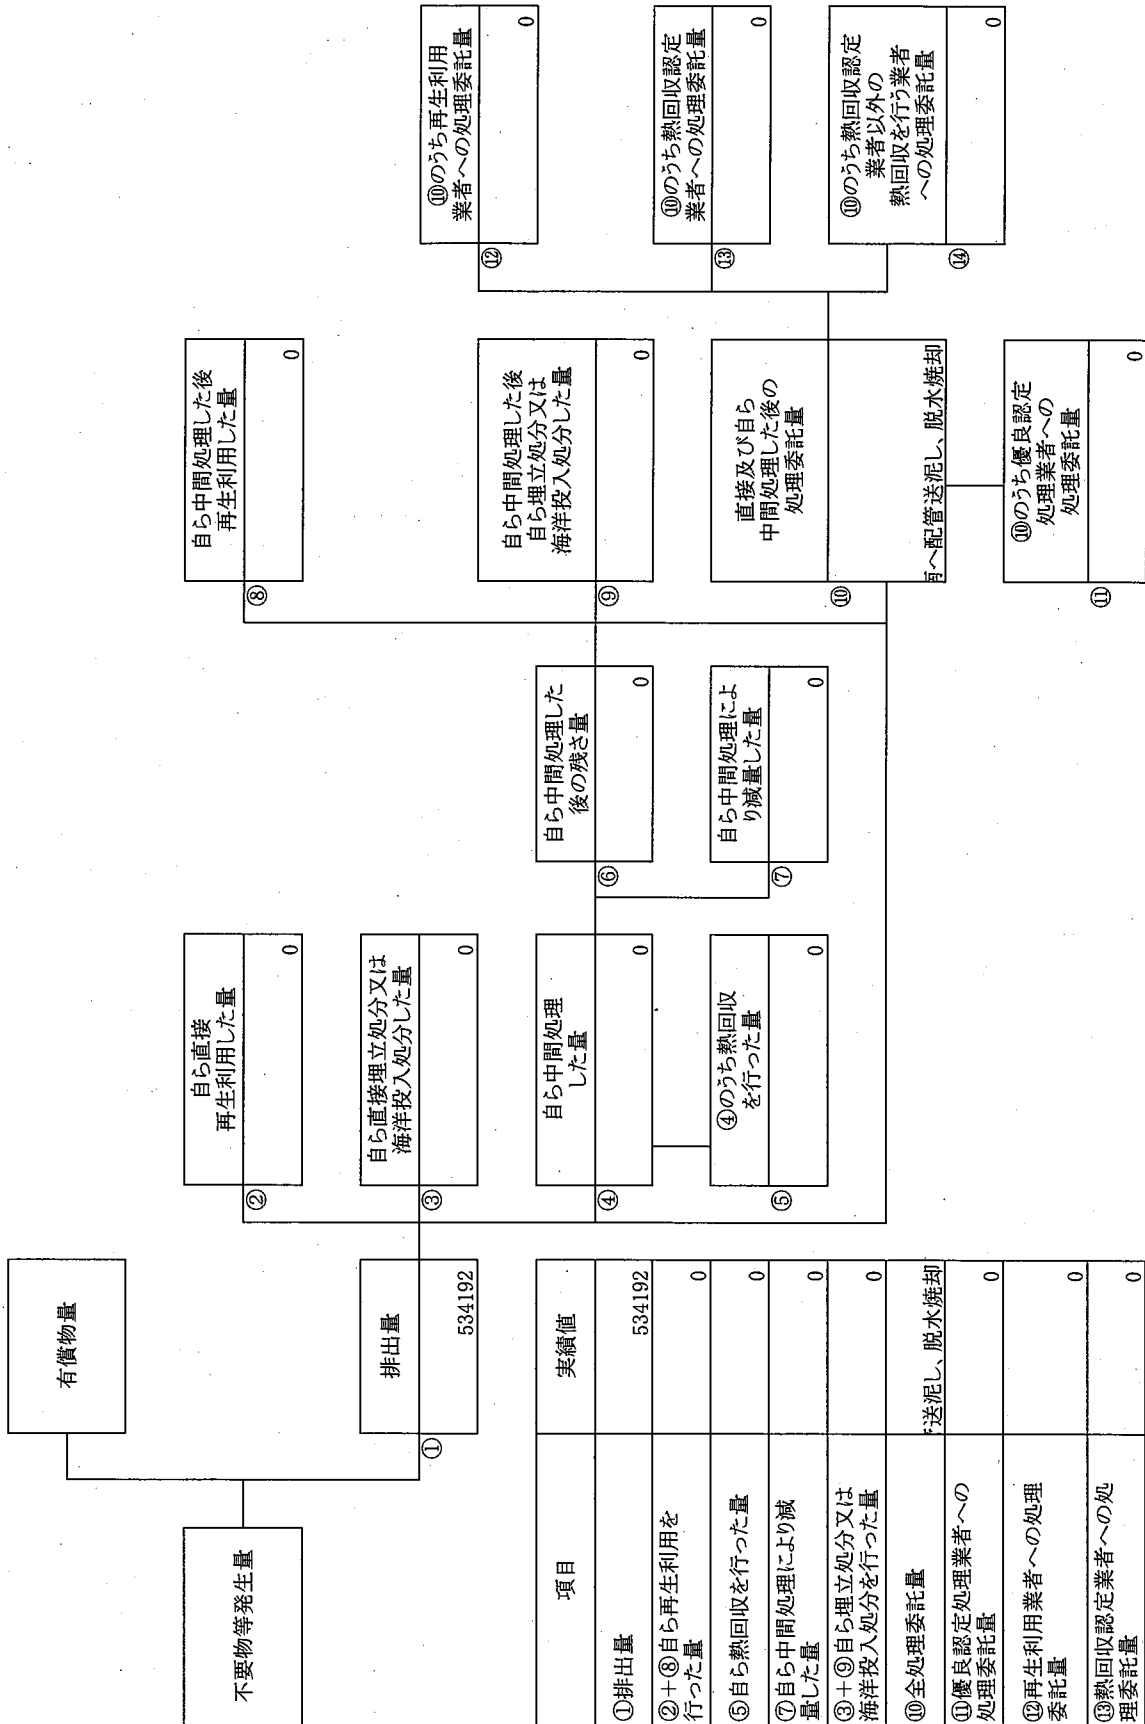 不要物等発生量
有償物量
①
排出量
534192
②
自ら直接
再生利用した量
0
③
自ら直接埋立処分又は
海洋投入処分した量
0
④
自ら中間処理
した量
0
⑤
④のうち熱回収
を行った量
0
⑥
自ら中間処理した
後の残さ量
0
⑦
自ら中間処理によ
り減量した量
0
⑧
自ら中間処理した後
再生利用した量
0
⑨
自ら中間処理した後
自ら埋立処分又は
海洋投入処分した量
0
⑩
直接及び自ら
中間処理した後の
処理委託量
へ配管送泥し、脱水焼却
⑪
⑩のうち優良認定
処理業者への
処理委託量
0
⑫
⑩のうち再生利用
業者への処理委託量
0
⑬
⑩のうち熱回収認定
業者への処理委託量
0
⑭
⑩のうち熱回収認定
業者以外の
熱回収を行う業者
への処理委託量
0
項目 実績値
①排出量 534192
②+⑧自ら再生利用を
行った量 0
⑤自ら熱回収を行った量 0
⑦自ら中間処理により減
量した量 0
③+⑨自ら埋立処分又は
海洋投入処分を行った量 0
⑩全処理委託量 送泥し、脱水焼却
⑪優良認定処理業者への
処理委託量 0
⑫再生利用業者への処理
委託量 0
⑬熱回収認定業者への処
理委託量 0